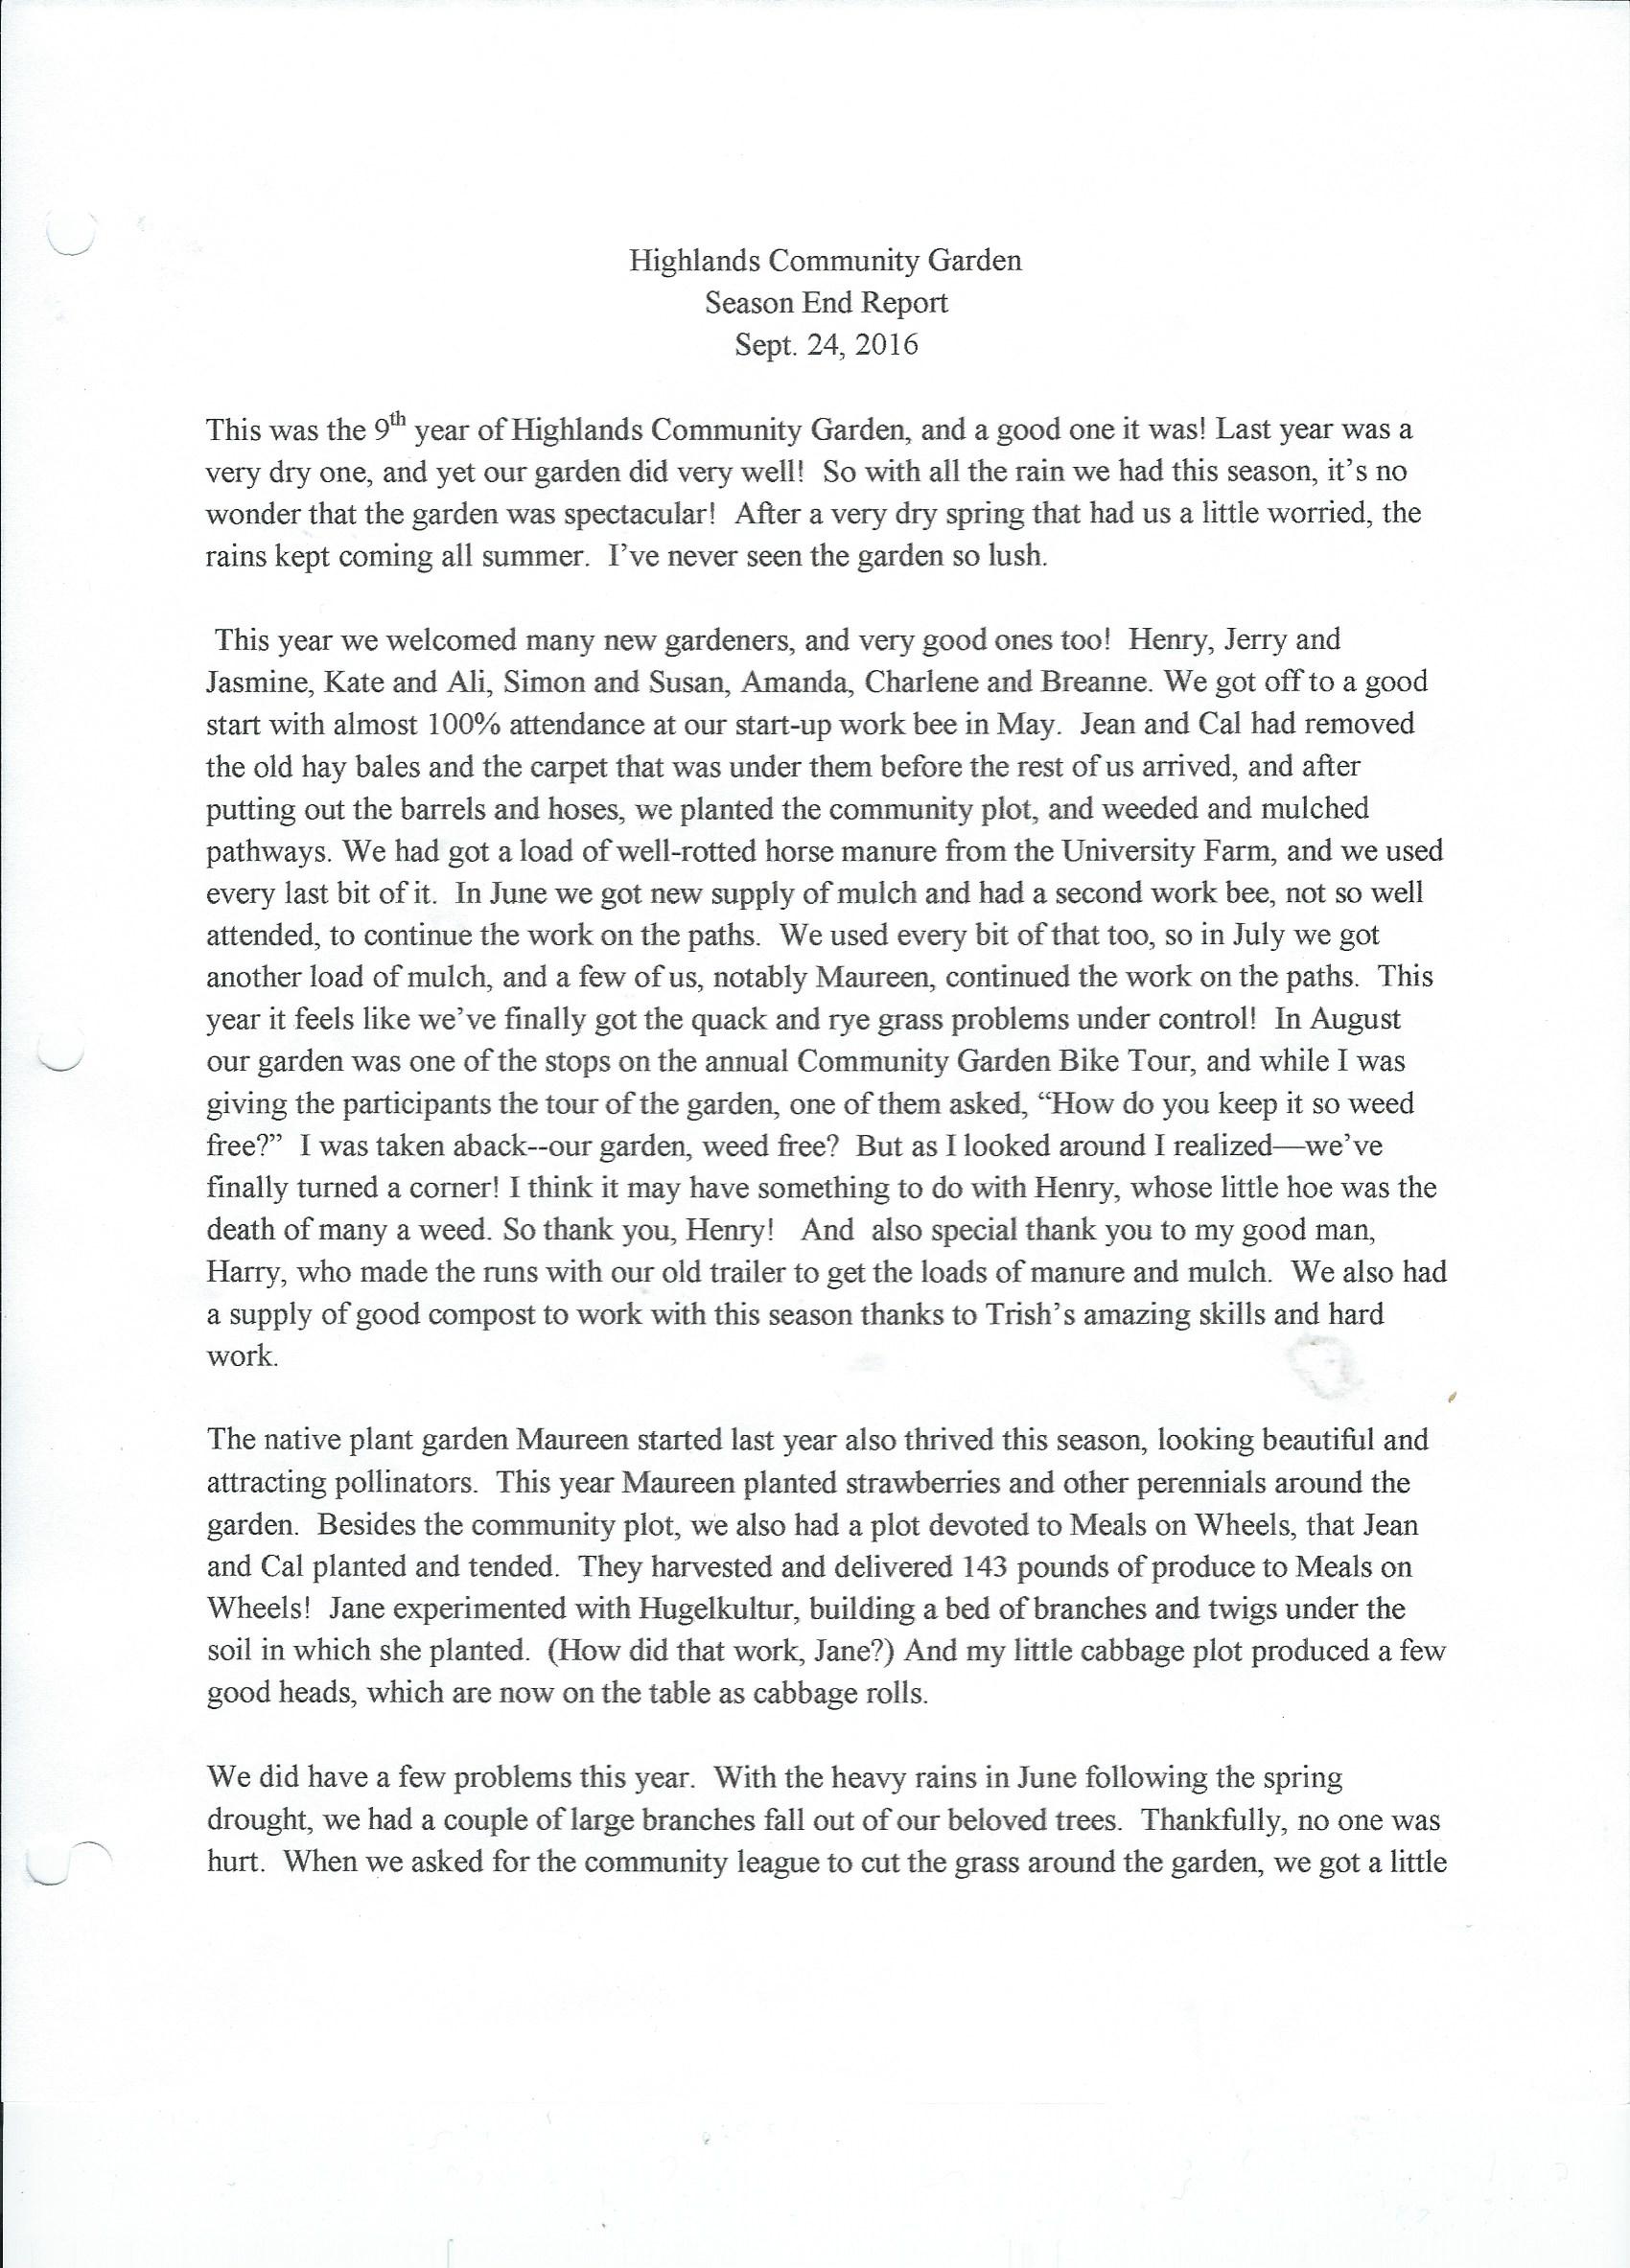 Highlands Community Garden
Season End Report
Sept. 24, 2016
This was the 9th year of Highlands Community Garden, and a good one it was! Last year was a
very dry one, and yet our garden did very well!  So with all the rain we had this season, it's no
wonder that the garden was spectacular!  After a very dry spring that had us a little worried, the
rains kept coming all summer.  I've never seen the garden so lush.
This year we welcomed many new gardeners, and very good ones too!  Henry, Jerry and
Jasmine, Kate and Ali, Simon and Susan, Amanda, Charlene and Breanne. We got off to a good
start with almost 100% attendance at our start-up work bee in May.  Jean and Cal had removed
the old hay bales and the carpet that was under them before the rest of us arrived, and after
putting out the barrels and hoses, we planted the community plot, and weeded and mulched
pathways. We had got a load of well-rotted horse manure from the University Farm, and we used
every last bit of it.  In June we got new supply of mulch and had a second work bee, not so well
attended, to continue the work on the paths.  We used every bit of that too, so in July we got
another load of mulch, and a few of us, notably Maureen, continued the work on the paths.  This
year it feels like we've finally got the quack and rye grass problems under control!  In August
our garden was one of the stops on the annual Community Garden Bike Tour, and while I was
giving the participants the tour of the garden, one of them asked, "How do you keep it so weed
free?"  I was taken aback--our garden, weed free?  But as I looked around I realized—we've
finally turned a corner! I think it may have something to do with Henry, whose little hoe was the
death of many a weed. So thank you, Henry!   And  also special thank you to my good man,
Harry, who made the runs with our old trailer to get the loads of manure and mulch.  We also had
a supply of good compost to work with this season thanks to Trish's amazing skills and hard
work.
The native plant garden Maureen started last year also thrived this season, looking beautiful and
attracting pollinators.  This year Maureen planted strawberries and other perennials around the
garden.  Besides the community plot, we also had a plot devoted to Meals on Wheels, that Jean
and Cal planted and tended.  They harvested and delivered 143 pounds of produce to Meals on
Wheels!  Jane experimented with Hugelkultur, building a bed of branches and twigs under the
soil in which she planted.  (How did that work, Jane?) And my little cabbage plot produced a few
good heads, which are now on the table as cabbage rolls.
We did have a few problems this year.  With the heavy rains in June following the spring
drought, we had a couple of large branches fall out of our beloved trees.  Thankfully, no one was
hurt.  When we asked for the community league to cut the grass around the garden, we got a little